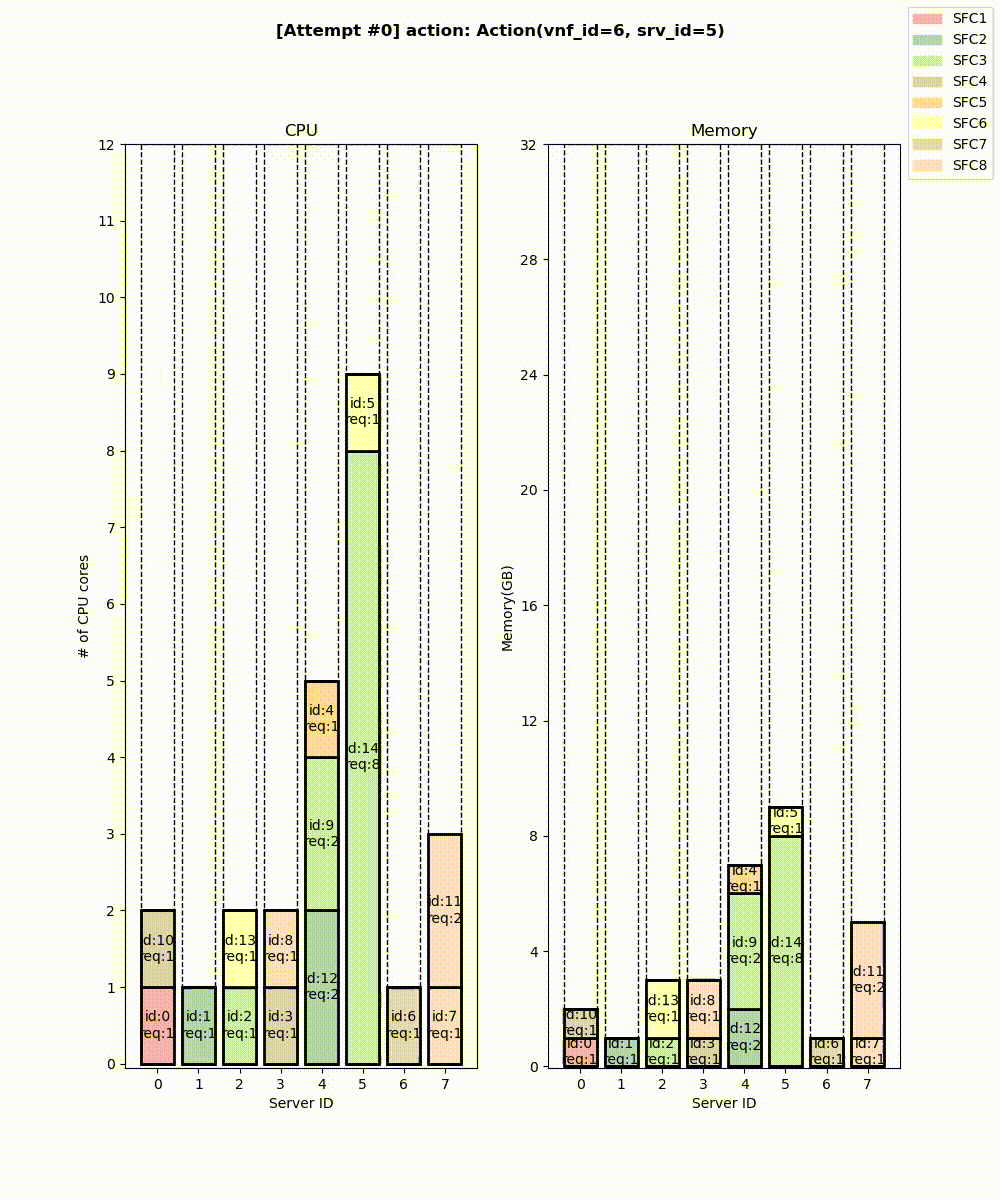 [Attempt #0] action: Action(vnf_id=6, srv_id=5)
SFC1
SFC2
SFC3
SFC4
SFC5
SFC6
SFC7
SFC8
CPU
12
11
10
9
8
7
6
5
4
3
2
1
0
# of CPU cores
id:5
req:1
id:4
req:1
d:14
req:8
id:9
req:2
id:11
req:2
d:10
req:1
d:13
req:1
id:8
req:1
d:12
req:2
id:0
req:1
id:1
req:1
id:2
req:1
id:3
req:1
id:6
req:1
id:7
req:1
0 1 2 3 4 5 6 7
Server ID
Memory
32
28
24
20
16
12
8
4
0
Memory(GB)
id:5
req:1
id:4
req:1
id:9
req:2
d:14
req:8
d:11
req:2
d:10
req:1
d:13
req:1
id:8
req:1
d:12
req:2
id:0
req:1
id:1
req:1
id:2
req:1
id:3
req:1
id:6
req:1
id:7
req:1
0 1 2 3 4 5 6 7
Server ID